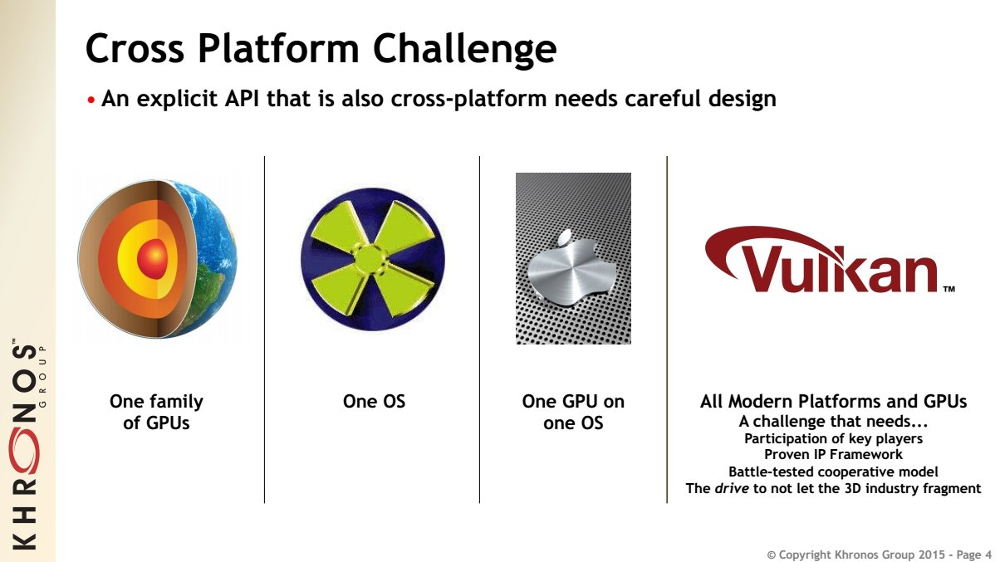 Cross Platform Challenge
• An explicit API that is also cross-platform needs careful design
One family
of GPUs
One OS
One GPU on
one OS
Vulkan™
All Modern Platforms and GPUs
A challenge that needs...
Participation of key players
Proven IP Framework
Battle-tested cooperative model
The drive to not let the 3D industry fragment
KHRONOS™
GROUP
© Copyright Khronos Group 2015 - Page 4